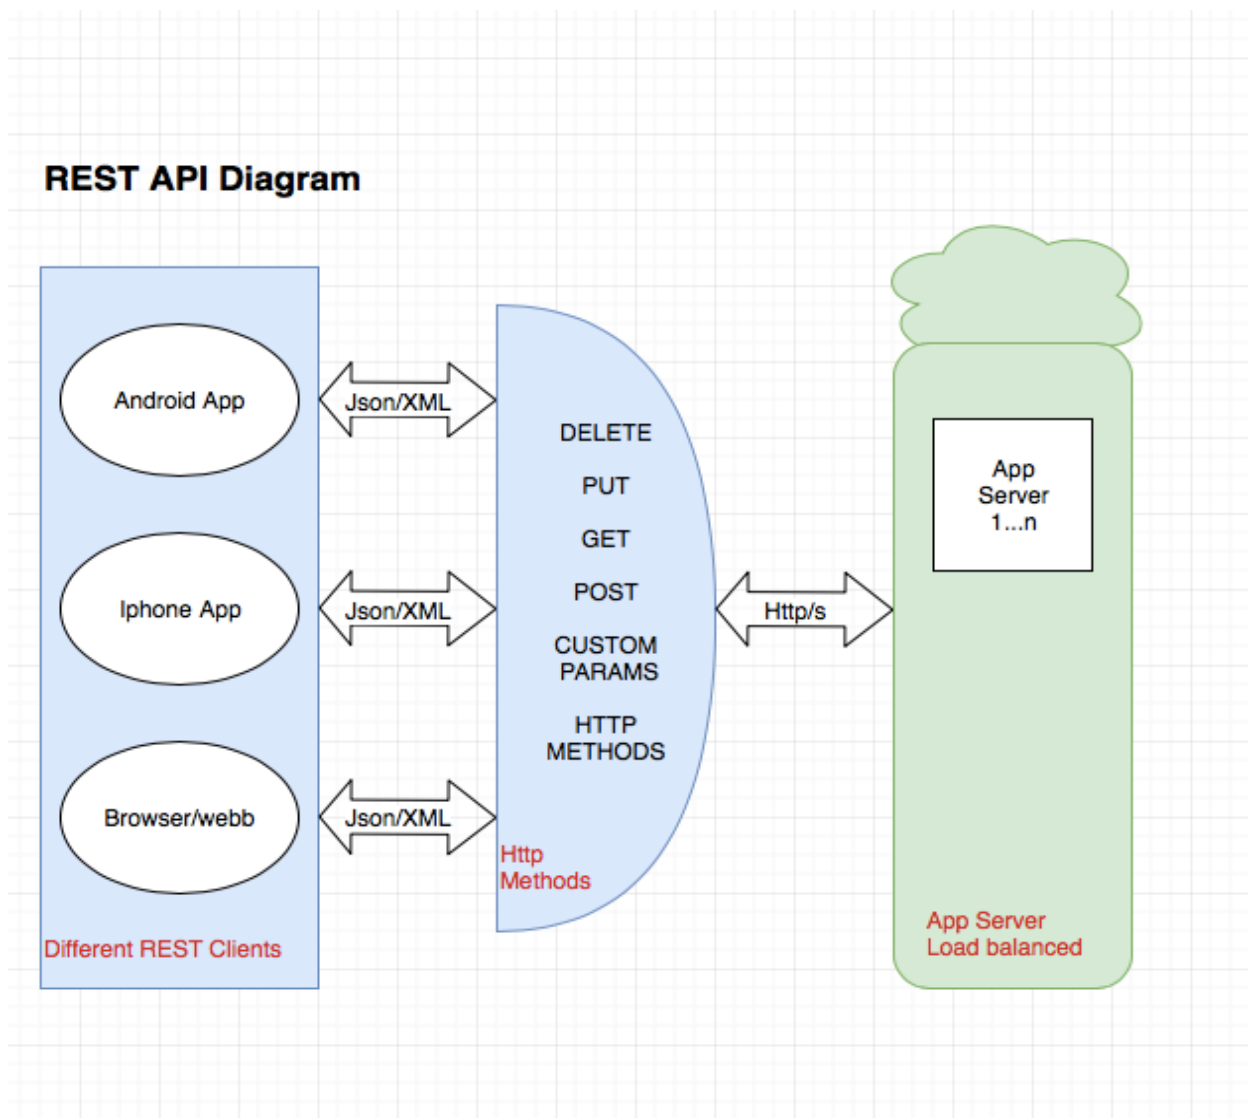 REST API Diagram
Android App
Json/XML
Iphone App
Json/XML
Browser/webb
Json/XML
Different REST Clients
DELETE
PUT
GET
POST
CUSTOM
PARAMS
HTTP
METHODS
Http
Methods
Http/s
App
Server
1...n
App Server
Load balanced